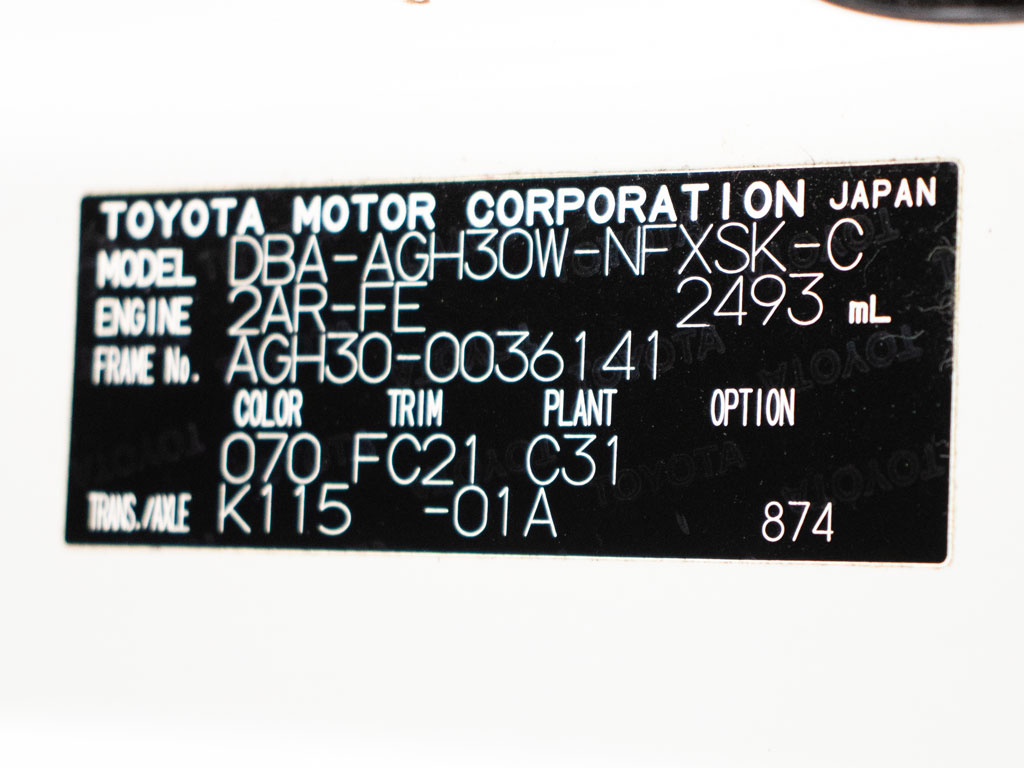 TOYOTA MOTOR CORPORATION JAPAN
MODEL DBA-AGH30W-NFXSK-C
ENGINE 2AR-FE 2493 mL
FRAME No. AGH30-0036141
COLOR TRIM PLANT OPTION
070 FC21 C31
TRANS./AXLE K115 -01A 874